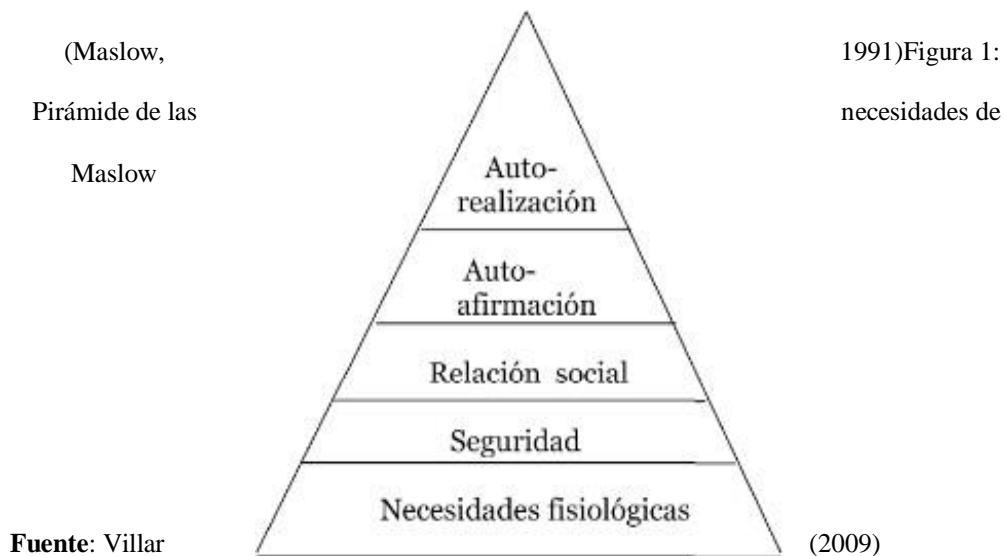 (Maslow, 1991)Figura 1:
Pirámide de las necesidades de
Maslow
Auto-
realización
Auto-
afirmación
Relación social
Seguridad
Necesidades fisiológicas
Fuente: Villar (2009)